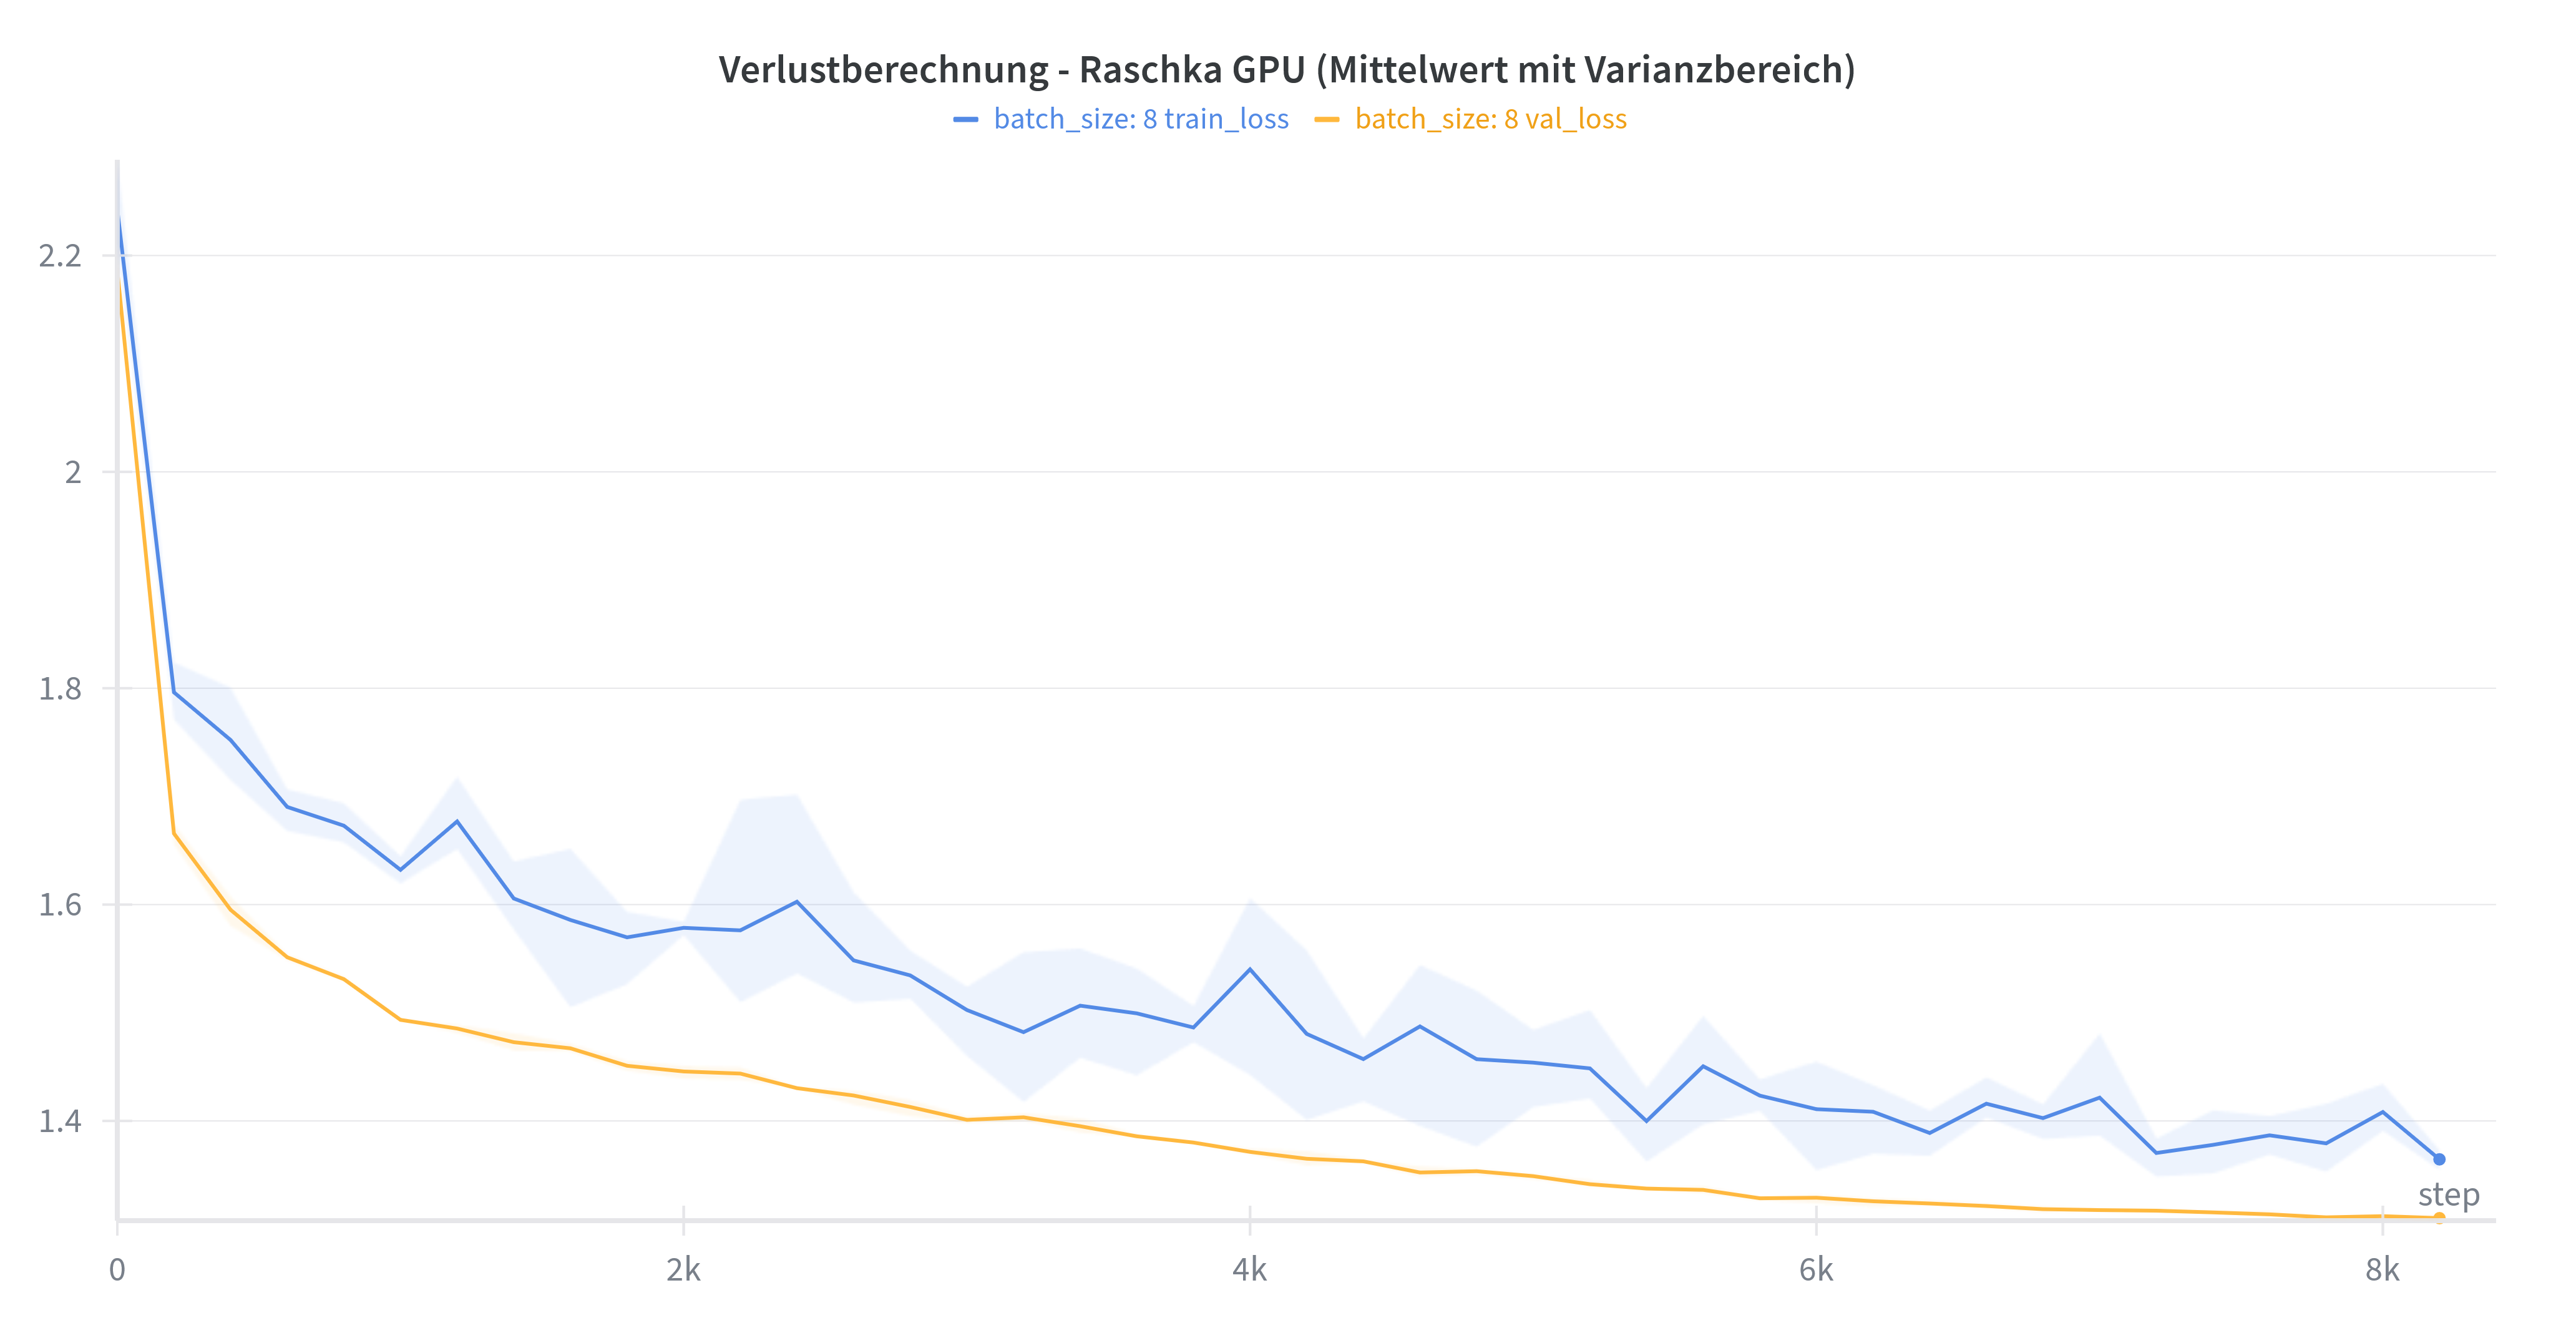 Verlustberechnung - Raschka GPU (Mittelwert mit Varianzbereich)
batch_size: 8 train_loss batch_size: 8 val_loss
2.2
2
1.8
1.6
1.4
step
0 2k 4k 6k 8k